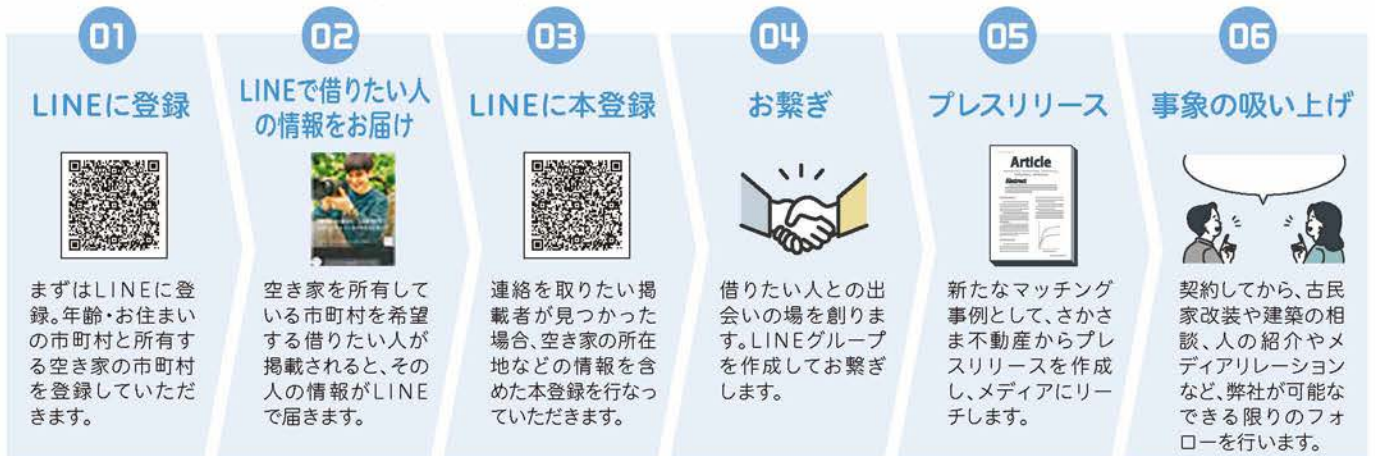 01
LINEに登録
まずはLINEに登
録。年齢・お住まい
の市町村と所有す
る空き家の市町村
を登録していただ
きます。
02
LINEで借りたい人
の情報をお届け
空き家を所有して
いる市町村を希望
する借りたい人が
掲載されると、その
人の情報がLINE
で届きます。
03
LINEに本登録
連絡を取りたい掲
載者が見つかった
場合、空き家の所在
地などの情報を含
めた本登録を行なっ
ていただきます。
04
お繋ぎ
借りたい人との出
会いの場を創りま
す。LINEグループ
を作成してお繋ぎ
します。
05
プレスリリース
Article
Abstract
新たなマッチング
事例として、さかさ
ま不動産からプレ
スリリースを作成
し、メディアにリー
チします。
06
事象の吸い上げ
契約してから、古民
家改装や建築の相
談、人の紹介やメ
ディアリレーション
など、弊社が可能な
できる限りのフォ
ローを行います。